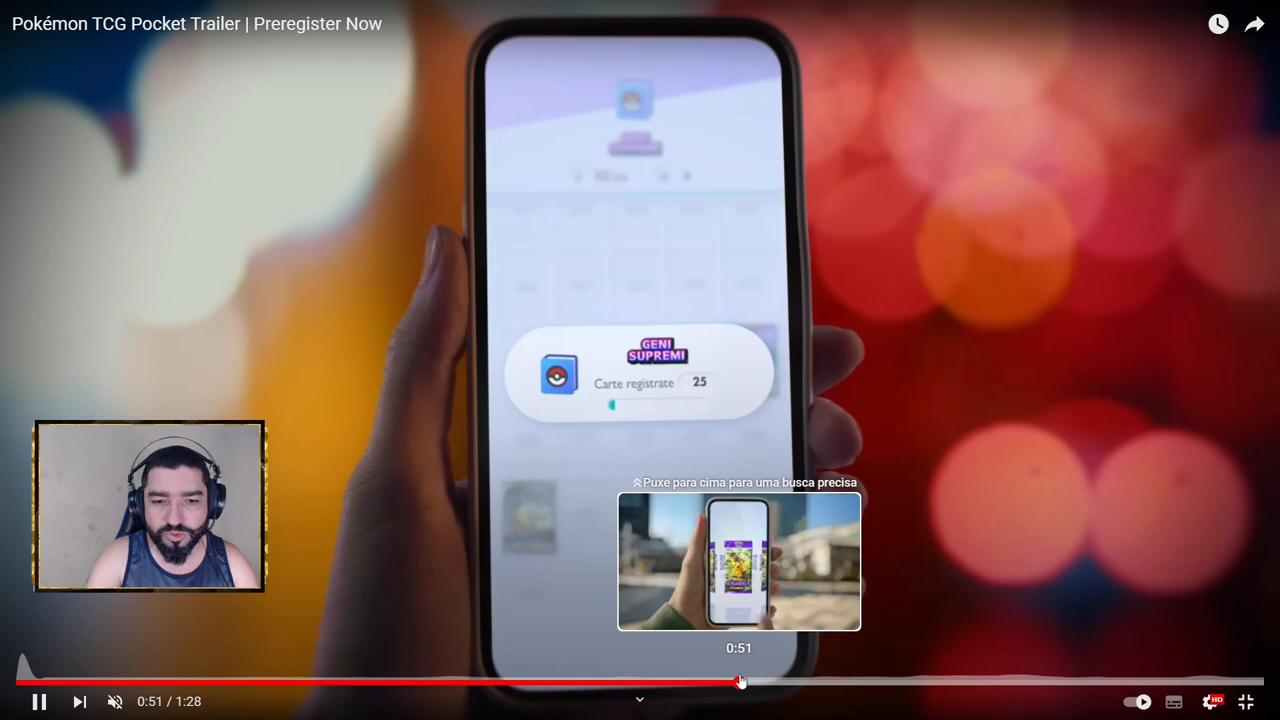 Pokémon TCG Pocket Trailer | Preregister Now
GENI
SUPREMI
Carte registrate 25
Puxe para cima para uma busca precisa
0:51
0:51 / 1:28
HD